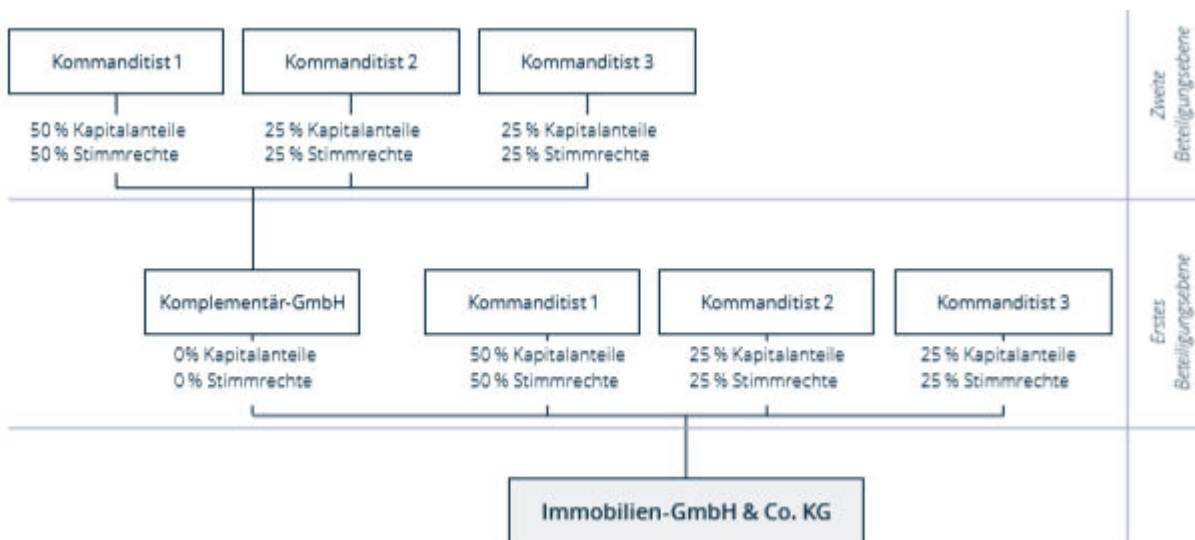 Kommanditist 1
Kommanditist 2
Kommanditist 3
50 % Kapitalanteile
50 % Stimmrechte
25 % Kapitalanteile
25 % Stimmrechte
25 % Kapitalanteile
25 % Stimmrechte
Zweite
Beteiligungsebene
Komplementär-GmbH
Kommanditist 1
Kommanditist 2
Kommanditist 3
0% Kapitalanteile
0 % Stimmrechte
50 % Kapitalanteile
50 % Stimmrechte
25 % Kapitalanteile
25 % Stimmrechte
25 % Kapitalanteile
25 % Stimmrechte
Erstes
Beteiligungsebene
Immobilien-GmbH & Co. KG